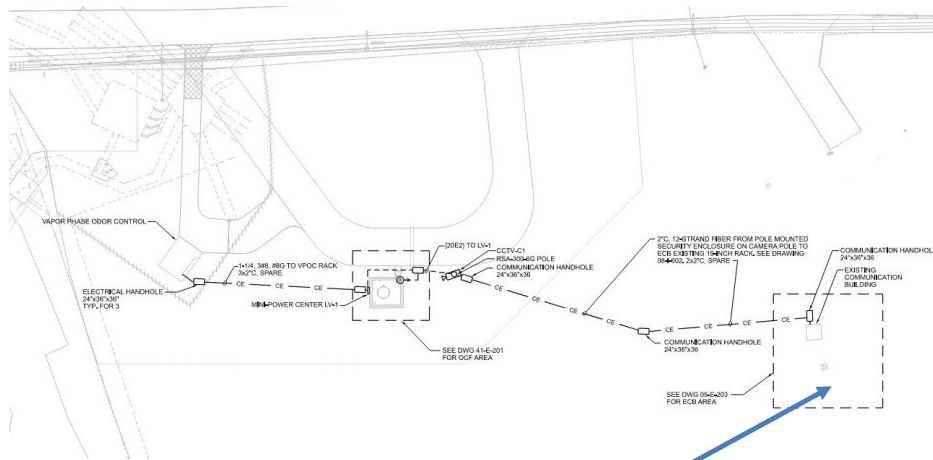 VAPOR PHASE ODOR CONTROL
1-1/4, 3#8, #8G TO VPOC RACK
3x2"C. SPARE
CE CE CE CE
ELECTRICAL HANDHOLE
24"x36"x36"
TYP. FOR 3
MINI-POWER CENTER LV-1
[20E2] TO LV-1
CCTV-C1
RSA-300-6G POLE
COMMUNICATION HANDHOLE
24"x36"x36
SEE DWG 41-E-201
FOR OCF AREA
CE CE CE
2"C, 12-STRAND FIBER FROM POLE MOUNTED
SECURITY ENCLOSURE ON CAMERA POLE TO
ECB EXISTING 19-INCH RACK. SEE DRAWING
2x2"C, SPARE
COMMUNICATION HANDHOLE
24"x36"x36
CE CE CE CE
COMMUNICATION HANDHOLE
24"x36"x36
EXISTING
COMMUNICATION
BUILDING
SEE DWG 05-E-203
FOR ECB AREA